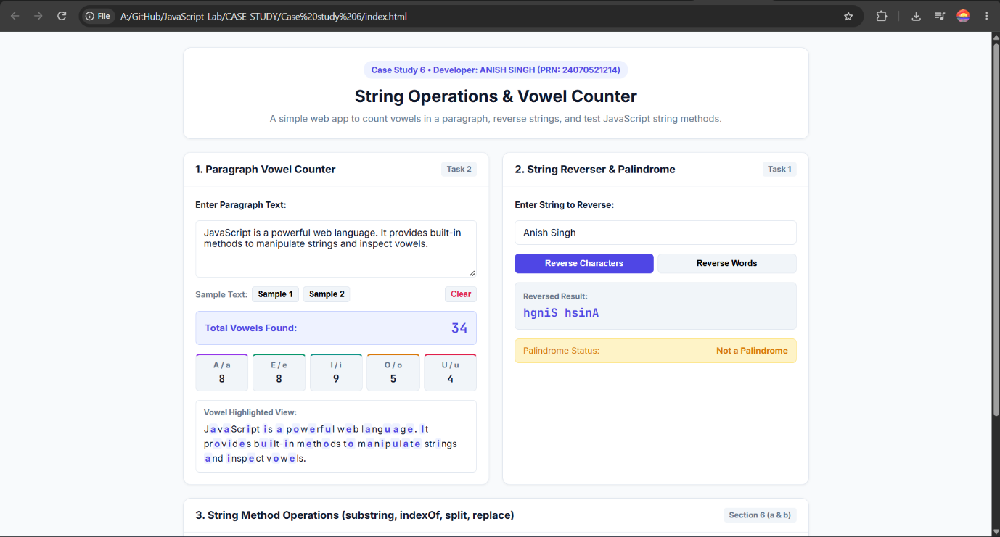 File
A:/GitHub/JavaScript-Lab/CASE-STUDY/Case%20study%206/index.html
Case Study 6 • Developer: ANISH SINGH (PRN: 24070521214)
String Operations & Vowel Counter
A simple web app to count vowels in a paragraph, reverse strings, and test JavaScript string methods.
1. Paragraph Vowel Counter
Task 2
Enter Paragraph Text:
JavaScript is a powerful web language. It provides built-in
methods to manipulate strings and inspect vowels.
Sample Text:
Sample 1
Sample 2
Clear
Total Vowels Found:
34
A / a
E / e
I / i
O / o
U / u
8
8
9
5
4
Vowel Highlighted View:
JavaScript is a powerful web language. It
provides built-in methods to manipulate strings
and inspect vowels.
2. String Reverser & Palindrome
Task 1
Enter String to Reverse:
Anish Singh
Reverse Characters
Reverse Words
Reversed Result:
hgniS hsinA
Palindrome Status:
Not a Palindrome
3. String Method Operations (substring, indexOf, split, replace)
Section 6 (a & b)